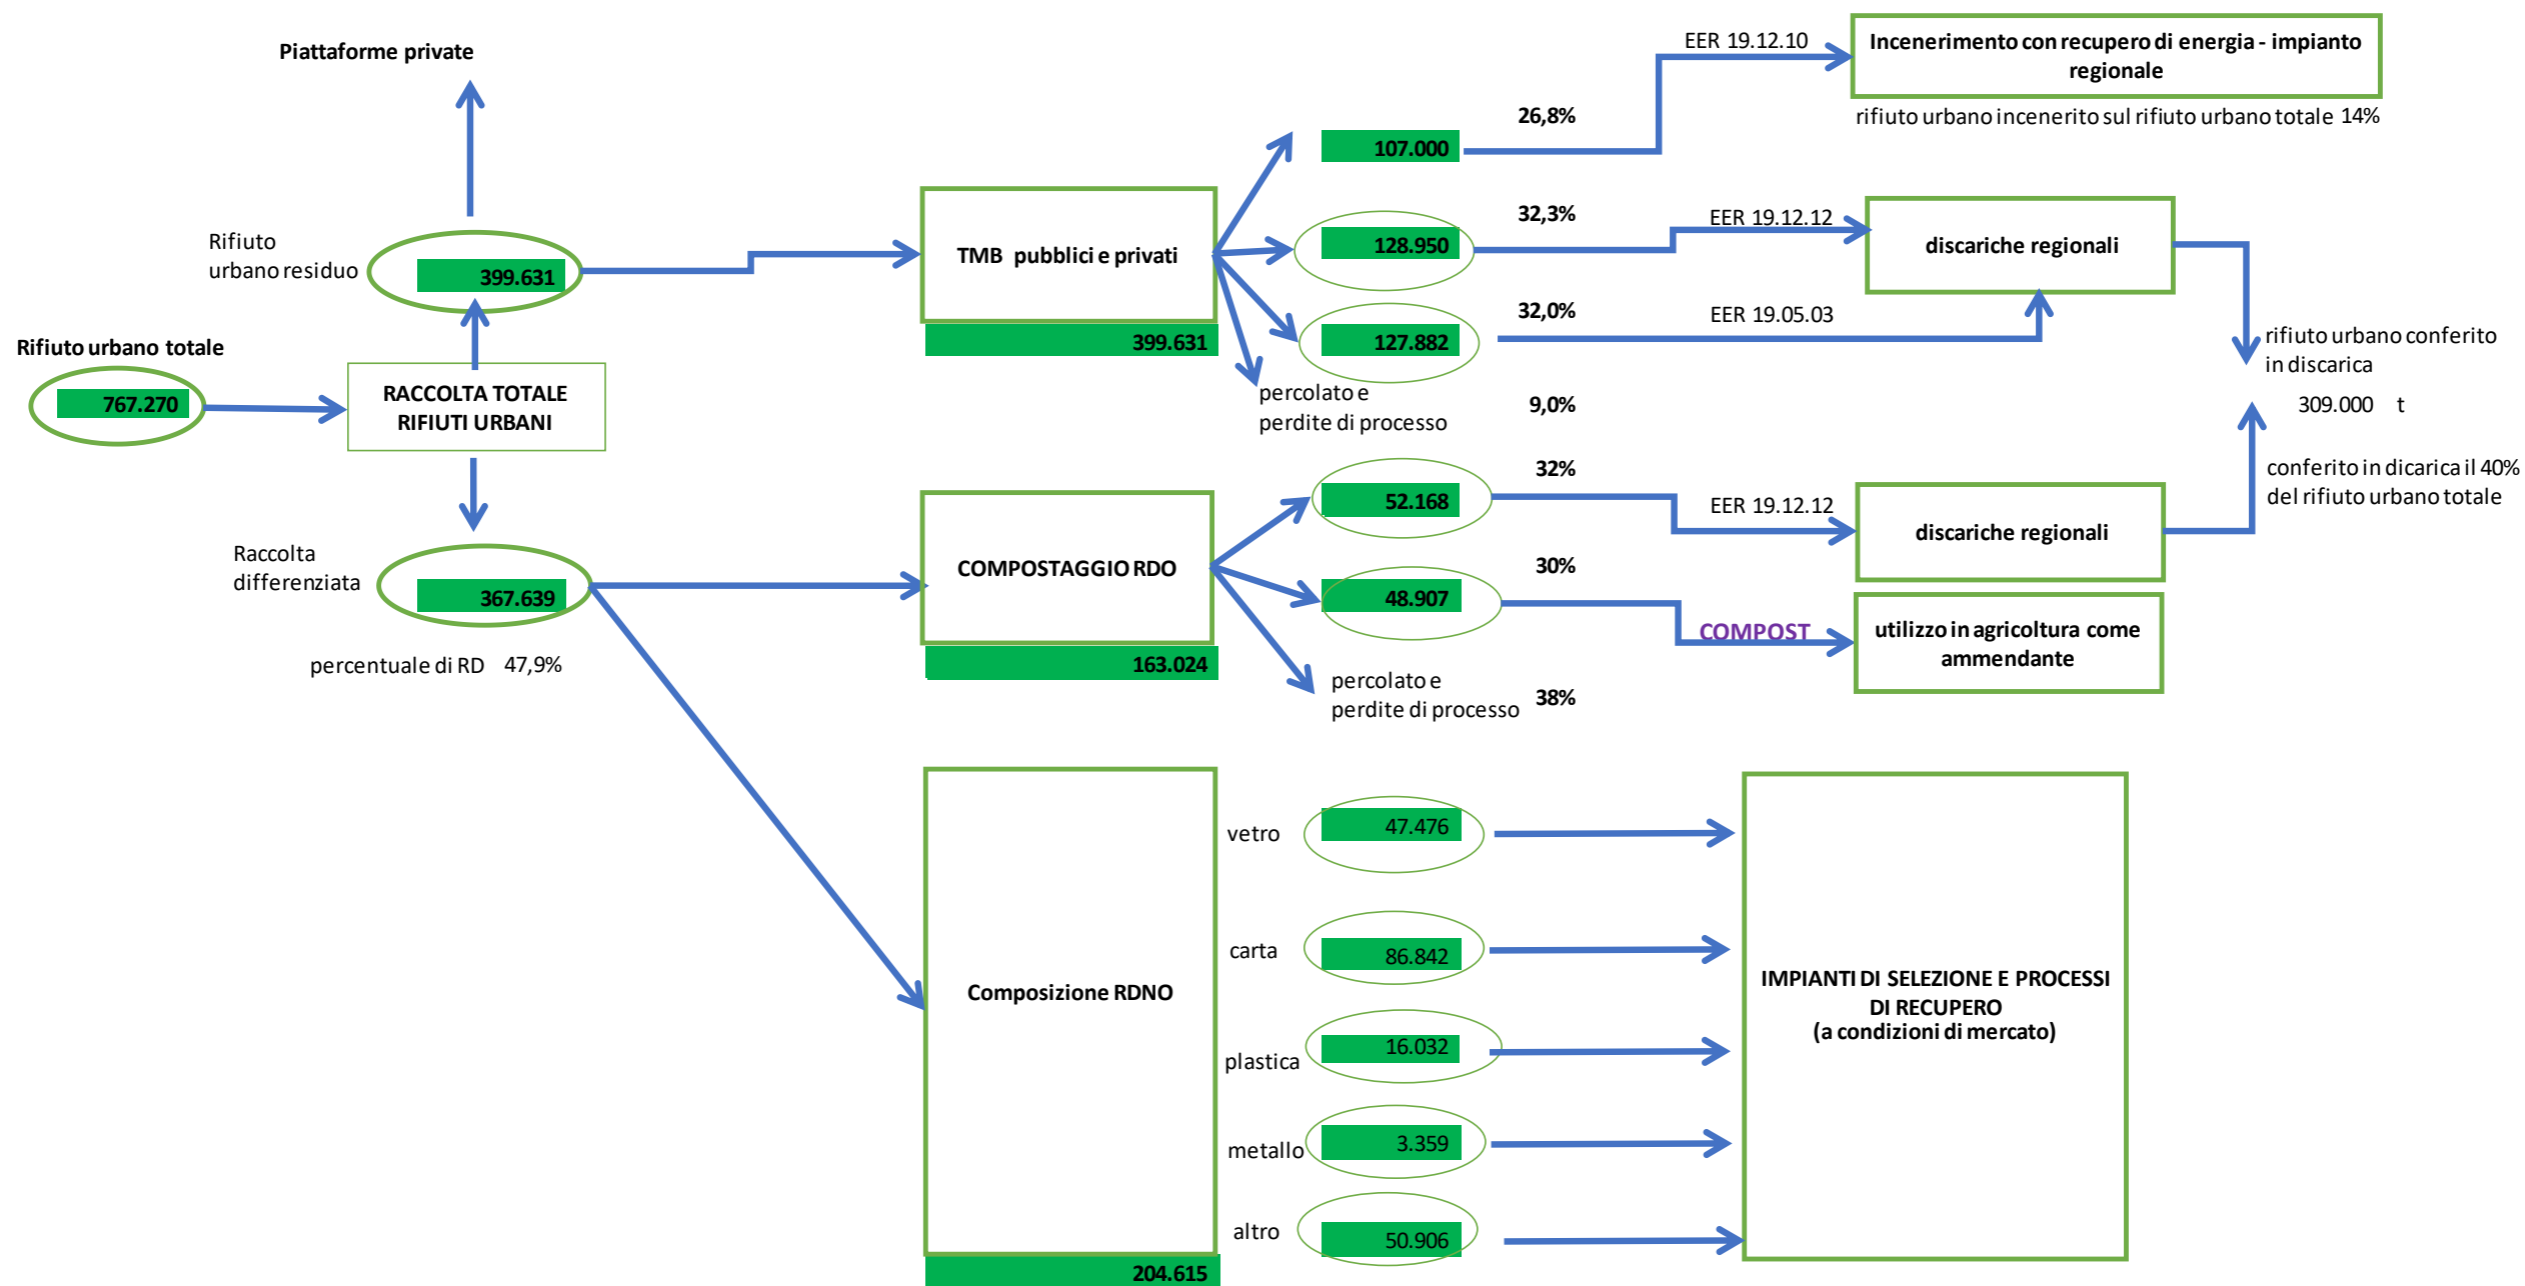 Piattaforme private
EER 19.12.10
Incenerimento con recupero di energia - impianto
regionale
rifiuto urbano incenerito sul rifiuto urbano totale 14%
26,8%
107.000
Rifiuto
urbano residuo
399.631
TMB pubblici e privati
399.631
32,3%
128.950
EER 19.12.12
discariche regionali
32,0%
127.882
EER 19.05.03
percolato e
perdite di processo
9,0%
rifiuto urbano conferito
in discarica
309.000 t
conferito in dicarica il 40%
del rifiuto urbano totale
Rifiuto urbano totale
767.270
RACCOLTA TOTALE
RIFIUTI URBANI
Raccolta
differenziata
367.639
percentuale di RD 47,9%
COMPOSTAGGIO RDO
163.024
32%
52.168
EER 19.12.12
discariche regionali
30%
48.907
COMPOST
utilizzo in agricoltura come
ammendante
percolato e
perdite di processo
38%
Composizione RDNO
204.615
vetro
47.476
carta
86.842
plastica
16.032
metallo
3.359
altro
50.906
IMPIANTI DI SELEZIONE E PROCESSI
DI RECUPERO
(a condizioni di mercato)